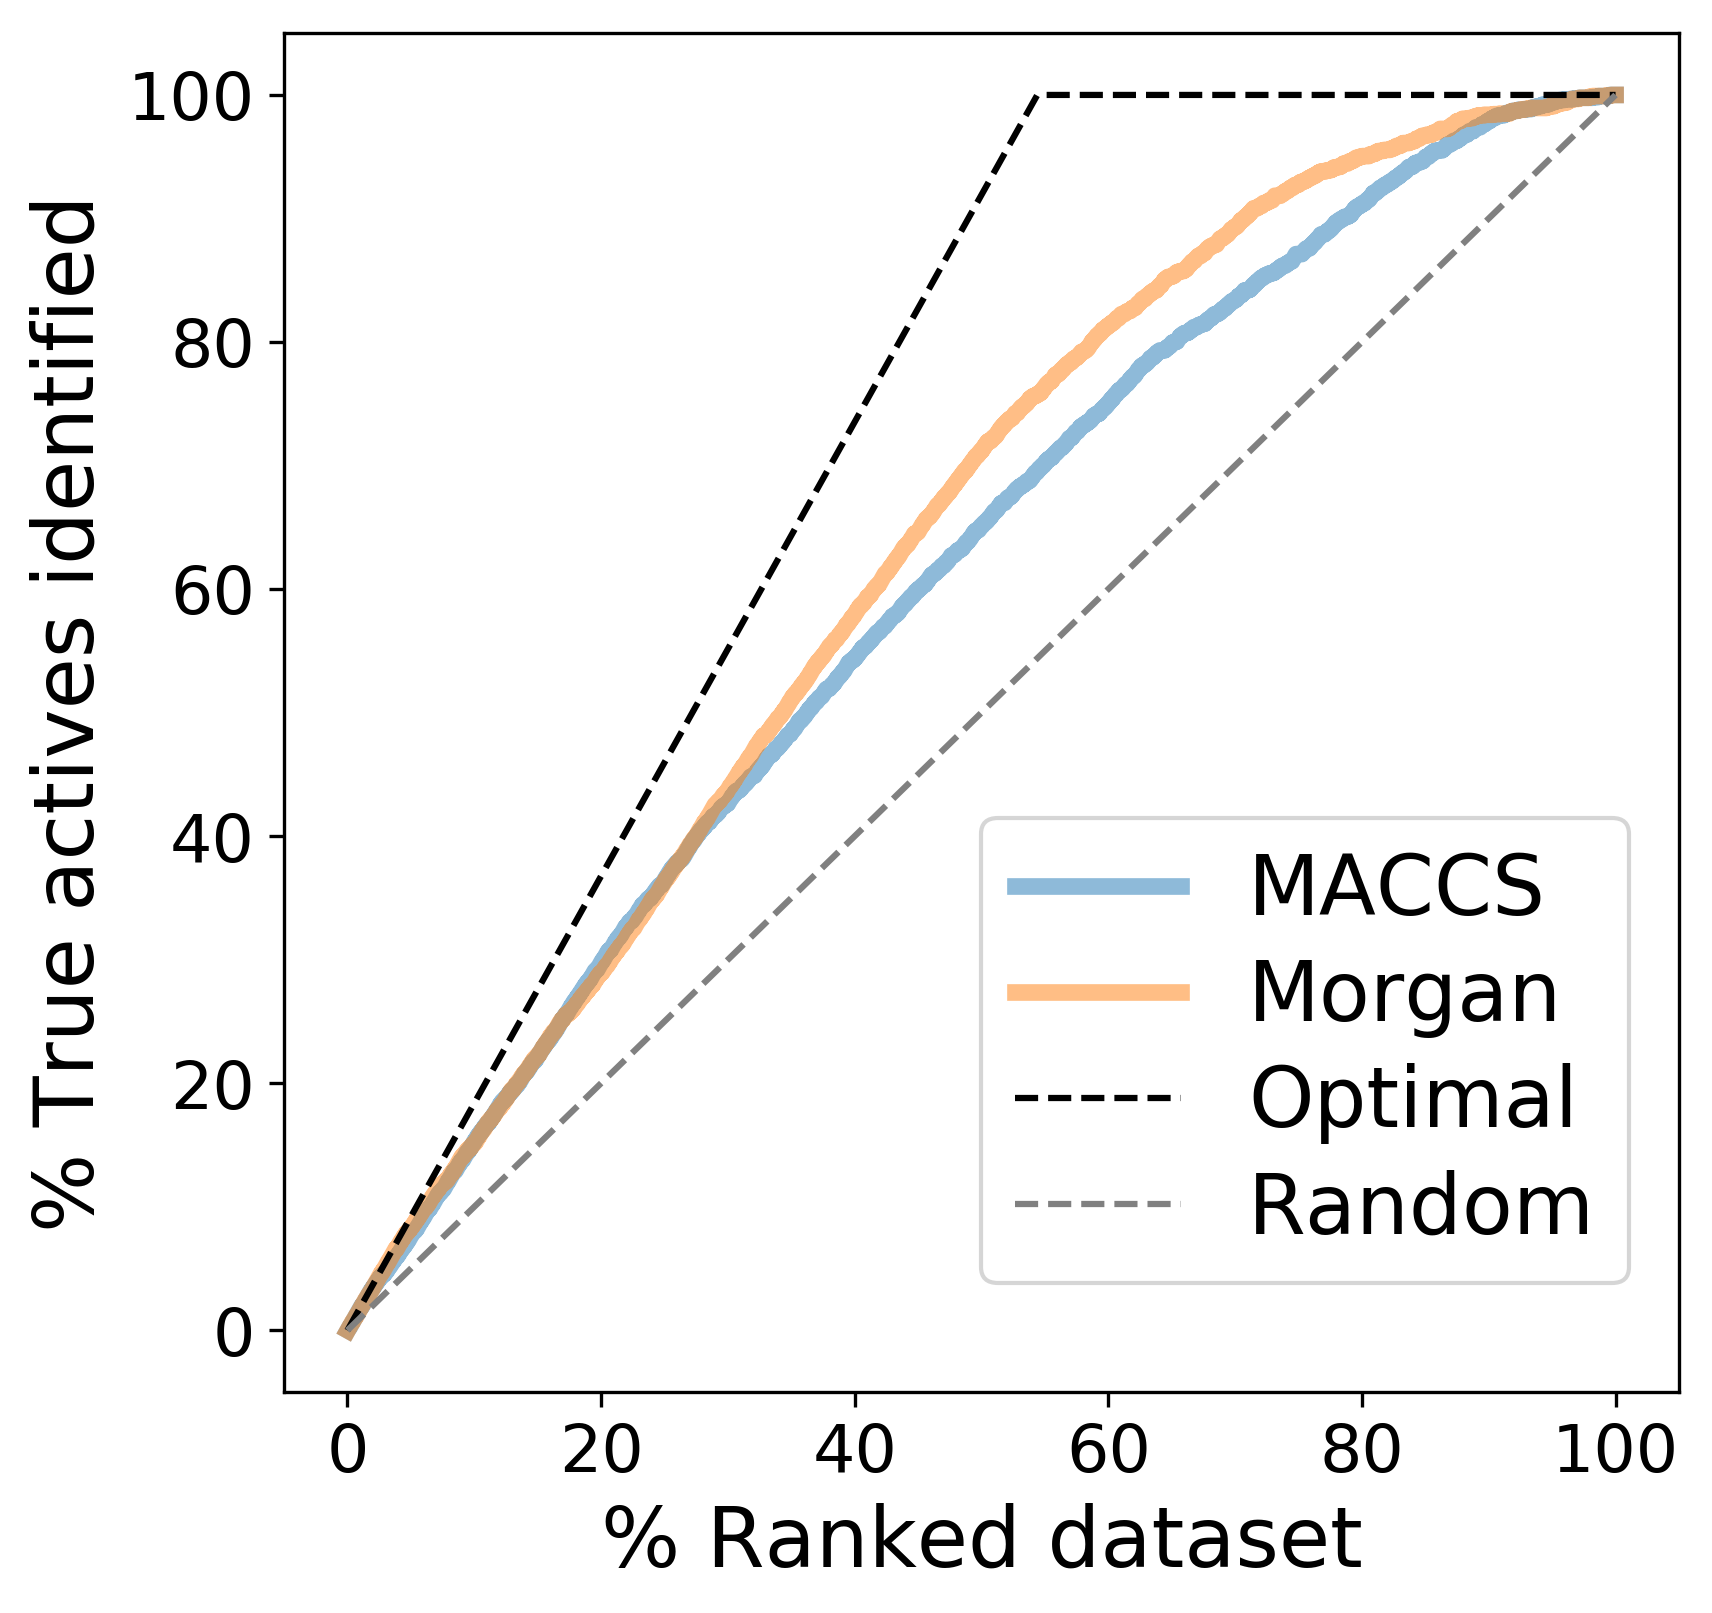 % True actives identified
100
80
60
40
20
0
MACCS
Morgan
Optimal
Random
0 20 40 60 80 100
% Ranked dataset